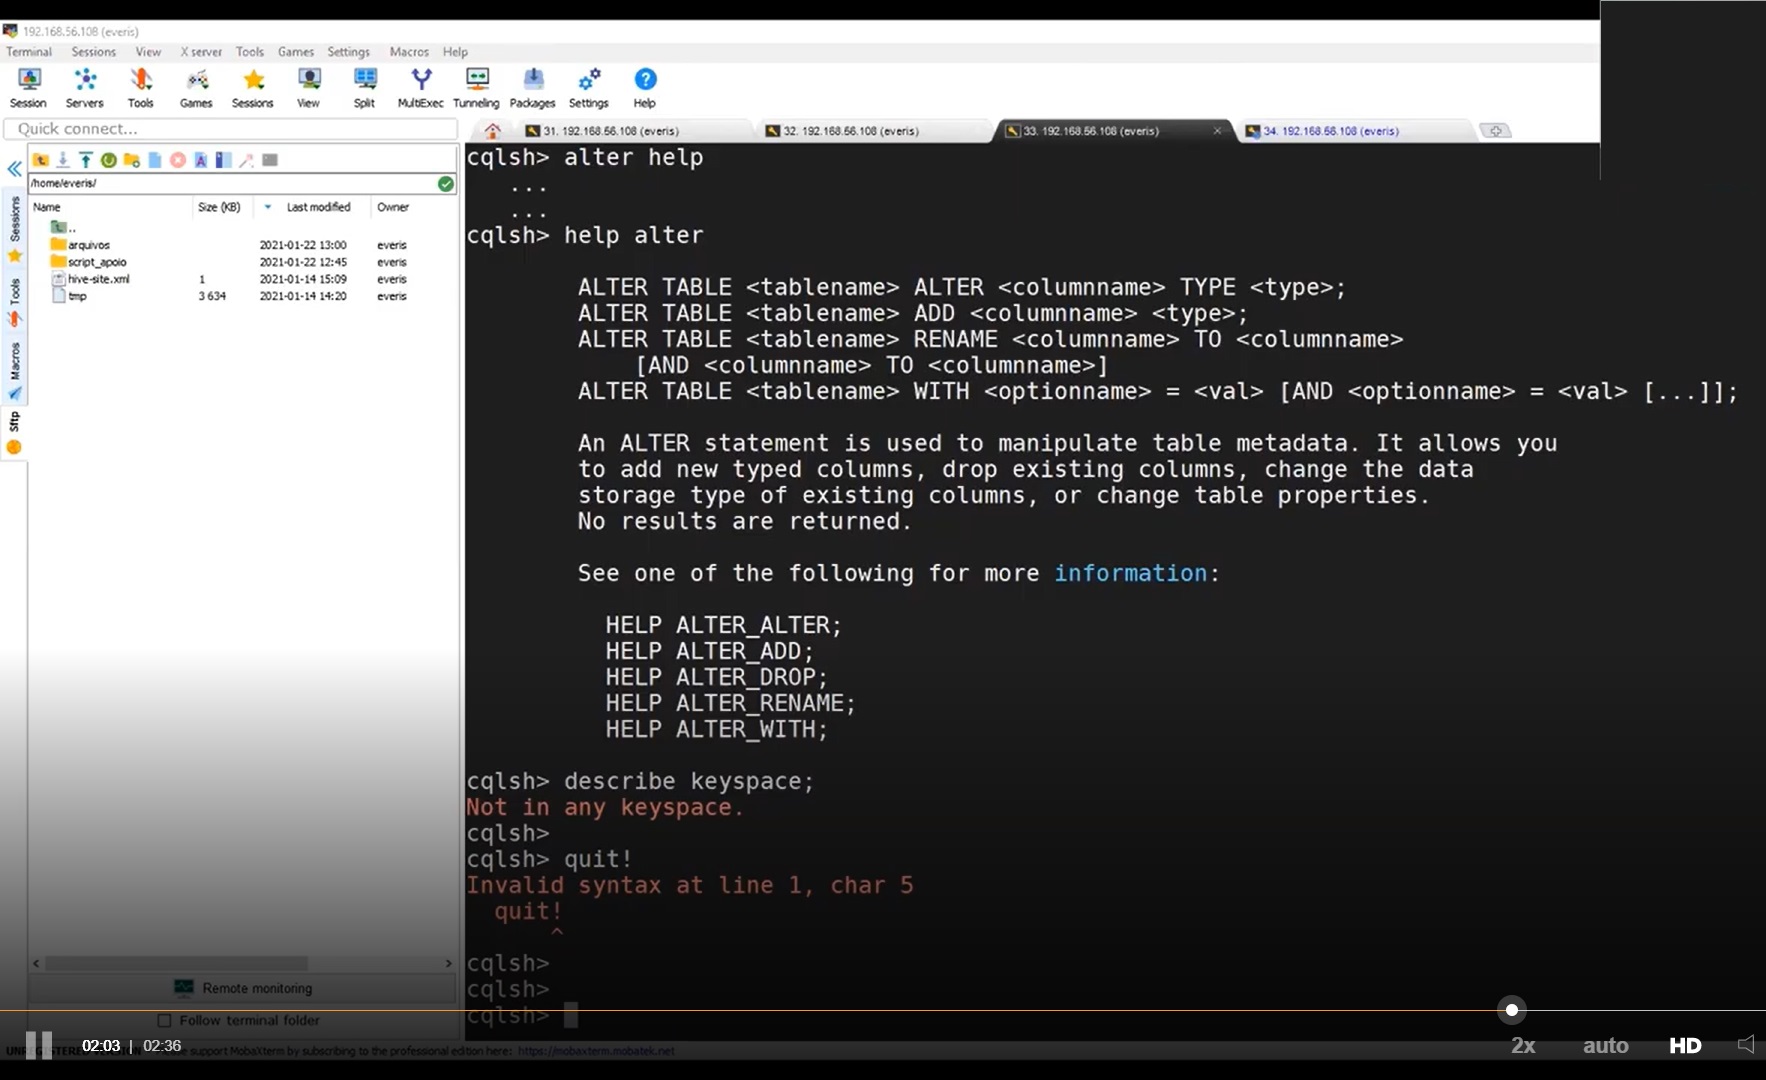 192.168.56.108 (everis)
Terminal Sessions View X server Tools Games Settings Macros Help
Session Servers Tools Games Sessions View Split MultiExec Tunneling Packages Settings Help
Quick connect...
31. 192.168.56.108 (everis)
32. 192.168.56.108 (everis)
33. 192.168.56.108 (everis)
34. 192.168.56.108 (everis)
/home/everis/
Name Size (KB) Last modified Owner
..
arquivos 2021-01-22 13:00 everis
script_apoio 2021-01-22 12:45 everis
hive-site.xml 1 2021-01-14 15:09 everis
tmp 3 634 2021-01-14 14:20 everis
Sessions
Tools
Macros
Sftp
cqlsh> alter help
...
...
cqlsh> help alter
ALTER TABLE <tablename> ALTER <columnname> TYPE <type>;
ALTER TABLE <tablename> ADD <columnname> <type>;
ALTER TABLE <tablename> RENAME <columnname> TO <columnname>
[AND <columnname> TO <columnname>]
ALTER TABLE <tablename> WITH <optionname> = <val> [AND <optionname> = <val> [...]];
An ALTER statement is used to manipulate table metadata. It allows you
to add new typed columns, drop existing columns, change the data
storage type of existing columns, or change table properties.
No results are returned.
See one of the following for more information:
HELP ALTER_ALTER;
HELP ALTER_ADD;
HELP ALTER_DROP;
HELP ALTER_RENAME;
HELP ALTER_WITH;
cqlsh> describe keyspace;
Not in any keyspace.
cqlsh>
cqlsh> quit!
Invalid syntax at line 1, char 5
quit!
^
cqlsh>
cqlsh>
cqlsh>
Remote monitoring
Follow terminal folder
support MobaXterm by subscribing to the professional edition here: https://mobaxterm.mobatek.net
02:03 | 02:36
2x auto HD